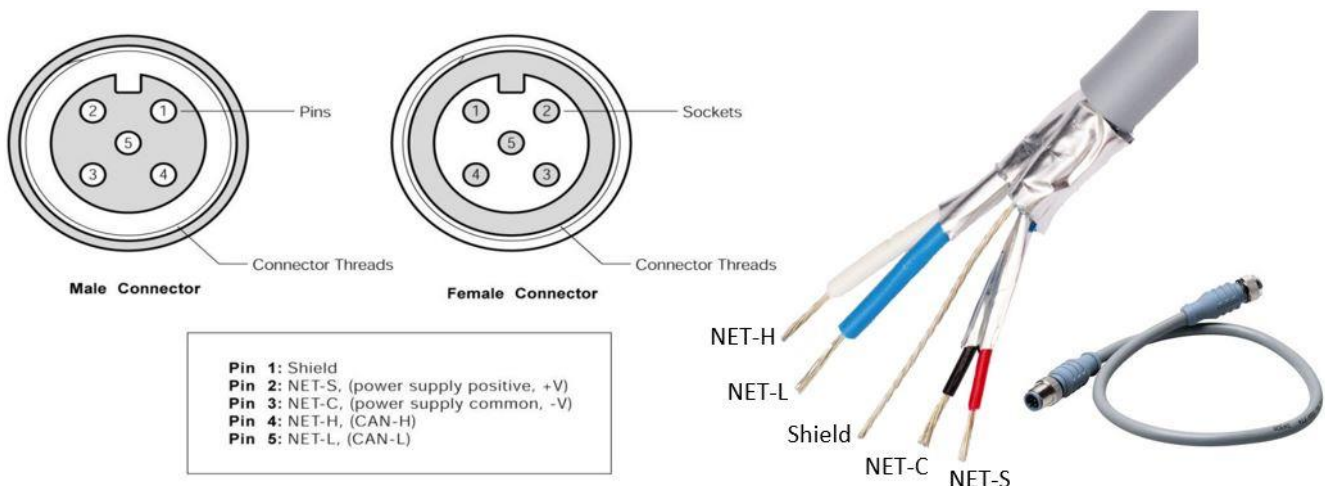 2
1
Pins
5
3
4
Connector Threads
Male Connector
1
2
Sockets
5
4
3
Connector Threads
Female Connector
Pin 1: Shield
Pin 2: NET-S, (power supply positive, +V)
Pin 3: NET-C, (power supply common, -V)
Pin 4: NET-H, (CAN-H)
Pin 5: NET-L, (CAN-L)
NET-H
NET-L
Shield
NET-C
NET-S